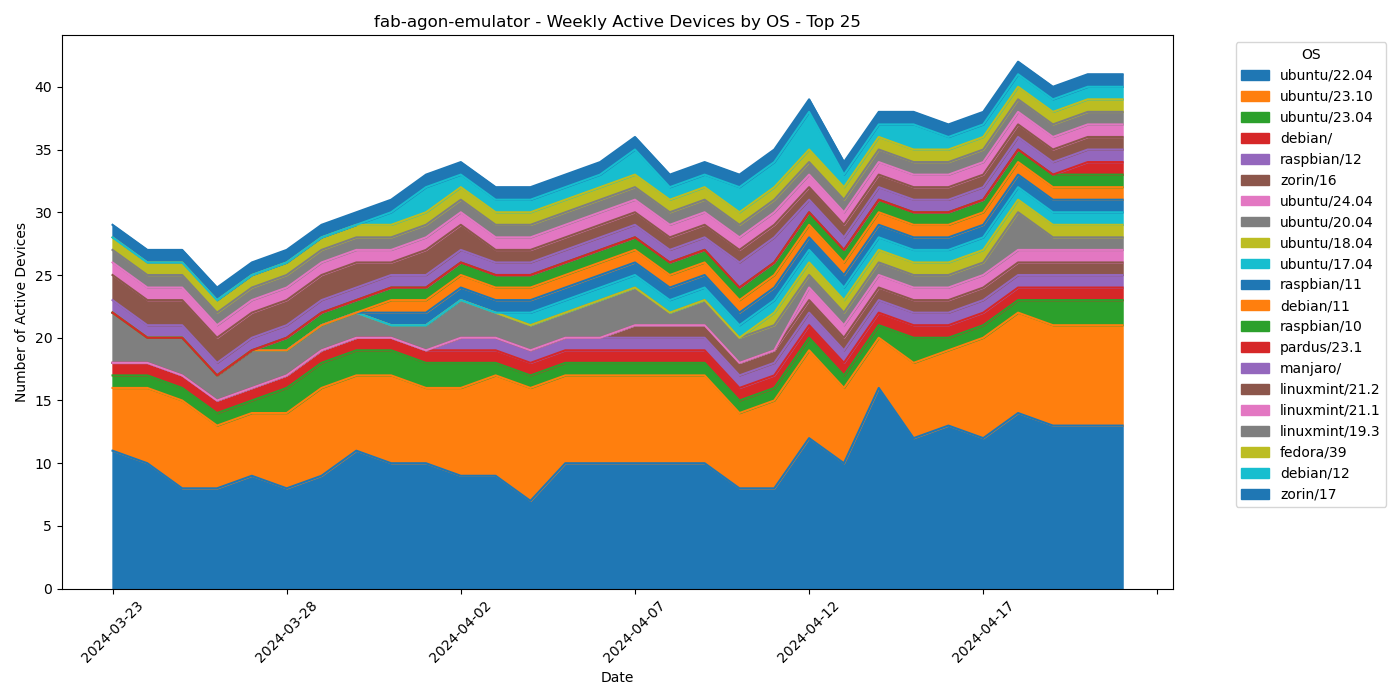 fab-agon-emulator - Weekly Active Devices by OS - Top 25
Number of Active Devices
40
35
30
25
20
15
10
5
0
2024-03-23
2024-03-28
2024-04-02
2024-04-07
2024-04-12
2024-04-17
Date
OS
ubuntu/22.04
ubuntu/23.10
ubuntu/23.04
debian/
raspbian/12
zorin/16
ubuntu/24.04
ubuntu/20.04
ubuntu/18.04
ubuntu/17.04
raspbian/11
debian/11
raspbian/10
pardus/23.1
manjaro/
linuxmint/21.2
linuxmint/21.1
linuxmint/19.3
fedora/39
debian/12
zorin/17